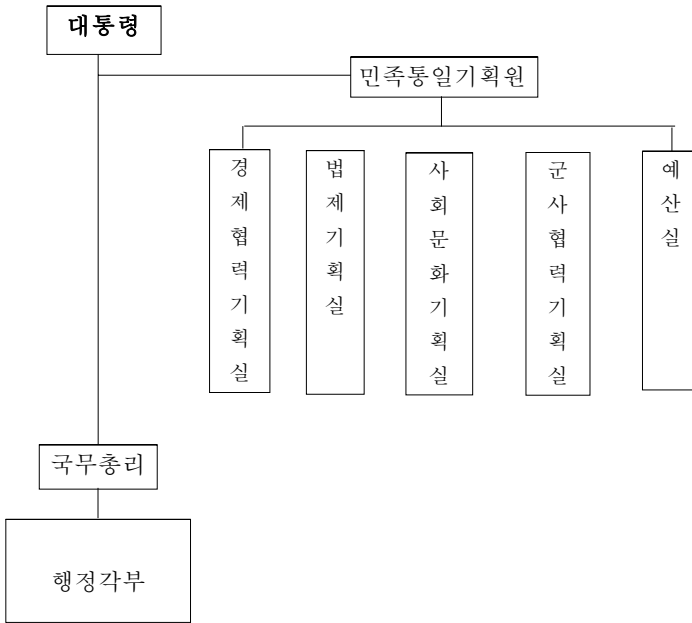 대통령
민족통일기획원
경제협력기획실
법제기획실
사회문화기획실
군사협력기획실
예산실
국무총리
행정각부